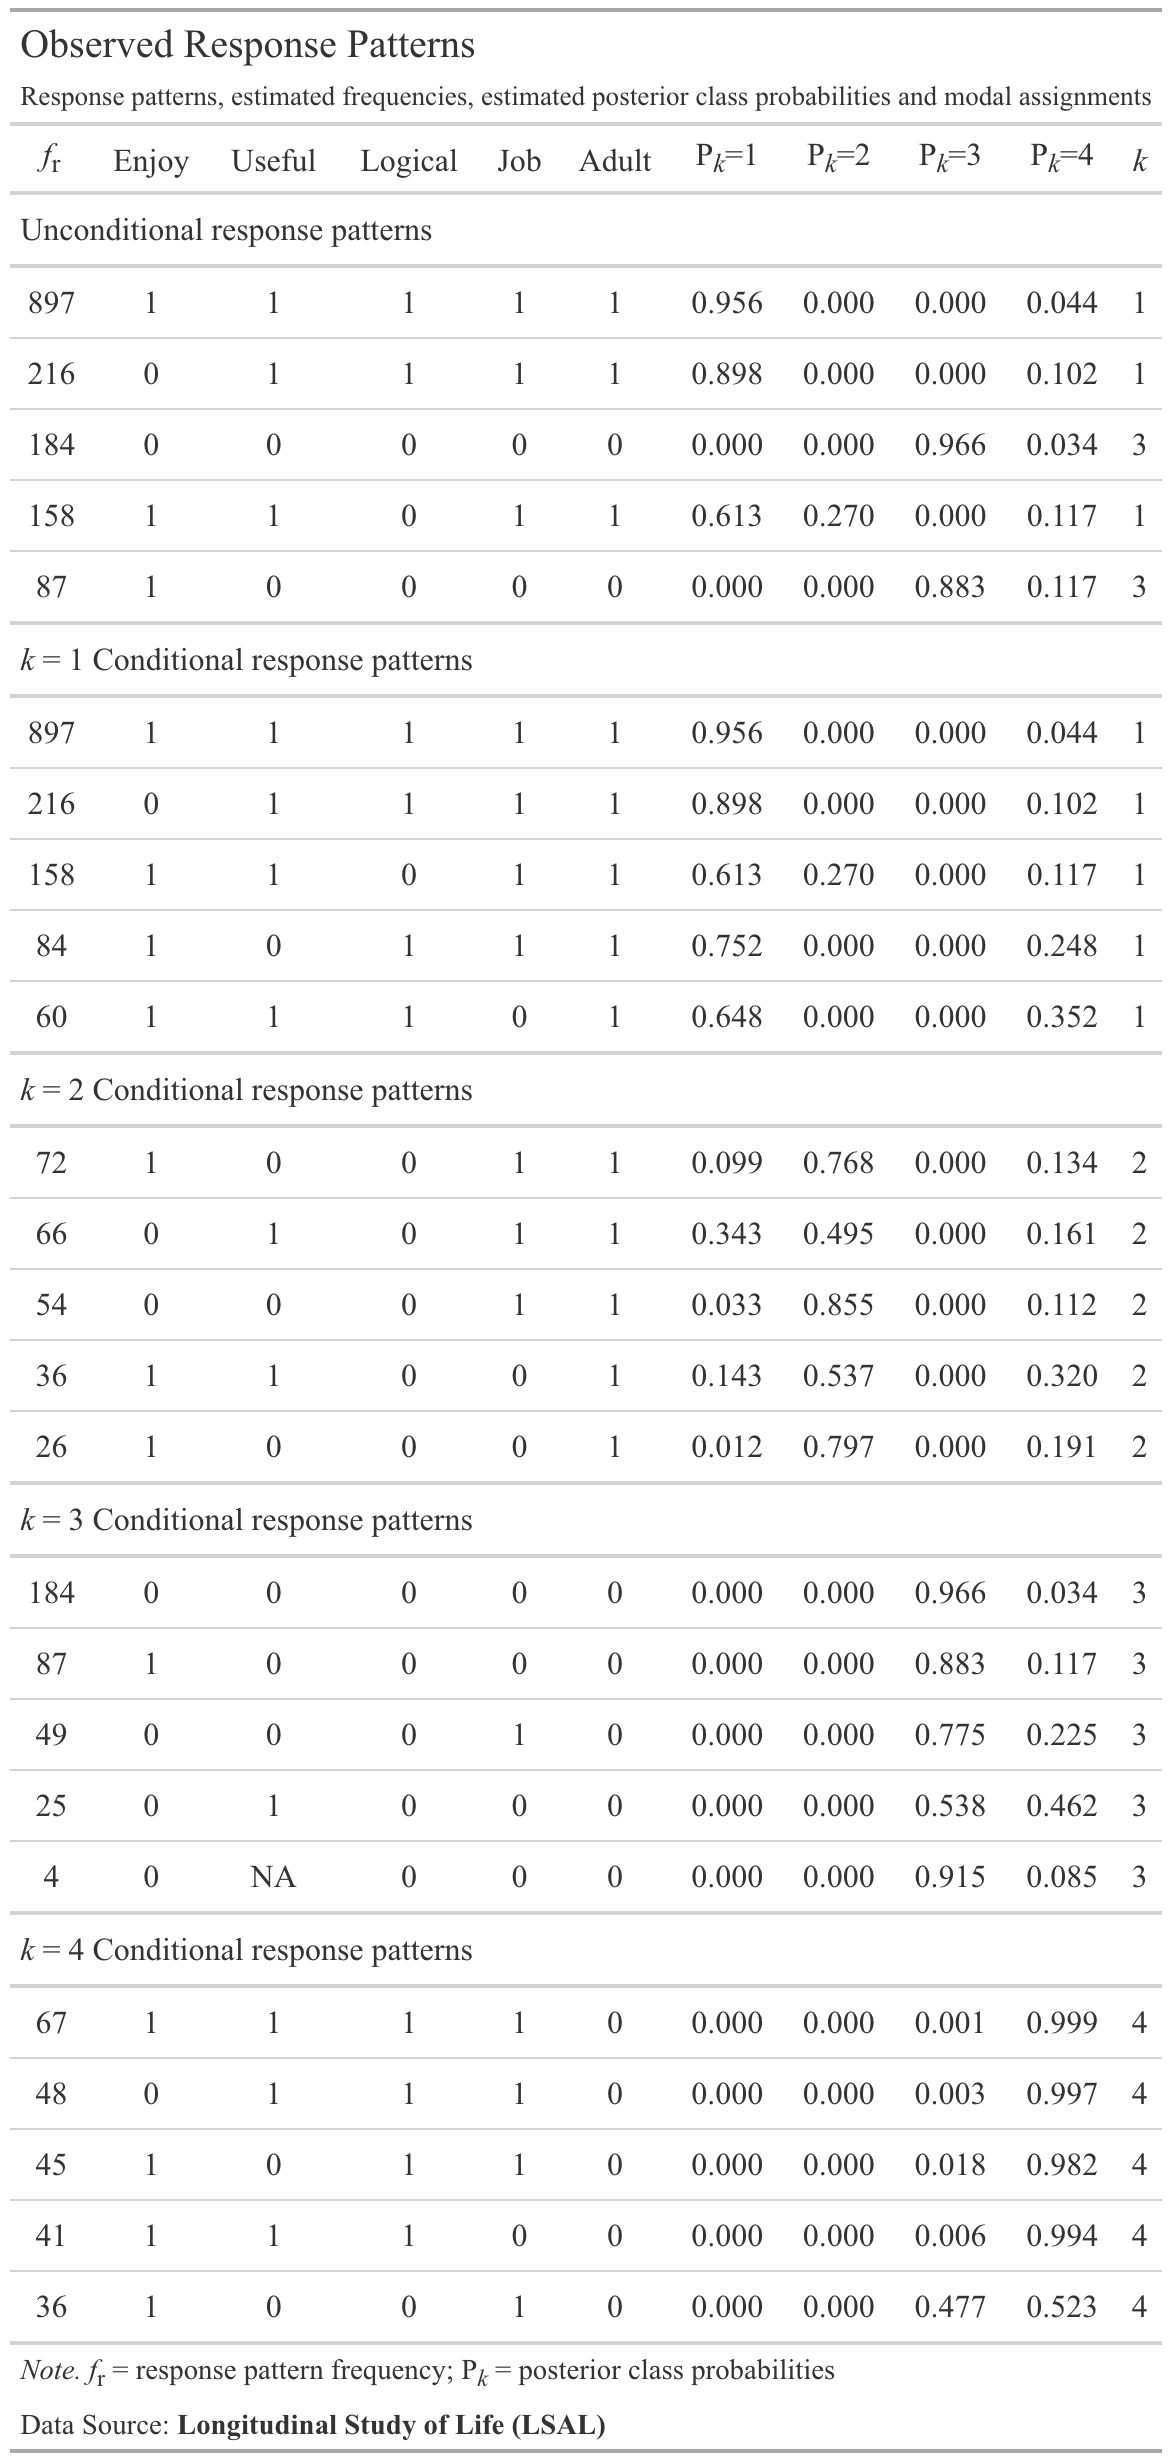 Observed Response Patterns
Response patterns, estimated frequencies, estimated posterior class probabilities and modal assignments
fr Enjoy Useful Logical Job Adult Pk=1 Pk=2 Pk=3 Pk=4 k
Unconditional response patterns
897 1 1 1 1 1 0.956 0.000 0.000 0.044 1
216 0 1 1 1 1 0.898 0.000 0.000 0.102 1
184 0 0 0 0 0 0.000 0.000 0.966 0.034 3
158 1 1 0 1 1 0.613 0.270 0.000 0.117 1
87 1 0 0 0 0 0.000 0.000 0.883 0.117 3
k = 1 Conditional response patterns
897 1 1 1 1 1 0.956 0.000 0.000 0.044 1
216 0 1 1 1 1 0.898 0.000 0.000 0.102 1
158 1 1 0 1 1 0.613 0.270 0.000 0.117 1
84 1 0 1 1 1 0.752 0.000 0.000 0.248 1
60 1 1 1 0 1 0.648 0.000 0.000 0.352 1
k = 2 Conditional response patterns
72 1 0 0 1 1 0.099 0.768 0.000 0.134 2
66 0 1 0 1 1 0.343 0.495 0.000 0.161 2
54 0 0 0 1 1 0.033 0.855 0.000 0.112 2
36 1 1 0 0 1 0.143 0.537 0.000 0.320 2
26 1 0 0 0 1 0.012 0.797 0.000 0.191 2
k = 3 Conditional response patterns
184 0 0 0 0 0 0.000 0.000 0.966 0.034 3
87 1 0 0 0 0 0.000 0.000 0.883 0.117 3
49 0 0 0 1 0 0.000 0.000 0.775 0.225 3
25 0 1 0 0 0 0.000 0.000 0.538 0.462 3
4 0 NA 0 0 0 0.000 0.000 0.915 0.085 3
k = 4 Conditional response patterns
67 1 1 1 1 0 0.000 0.000 0.001 0.999 4
48 0 1 1 1 0 0.000 0.000 0.003 0.997 4
45 1 0 1 1 0 0.000 0.000 0.018 0.982 4
41 1 1 1 0 0 0.000 0.000 0.006 0.994 4
36 1 0 0 1 0 0.000 0.000 0.477 0.523 4
Note. fr = response pattern frequency; Pk = posterior class probabilities
Data Source: Longitudinal Study of Life (LSAL)